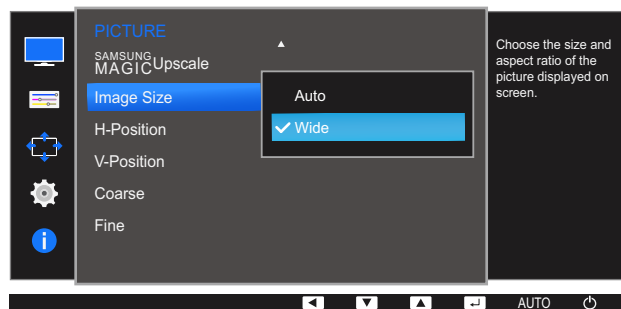 PICTURE
SAMSUNG
MAGICUpscale
Image Size
H-Position
V-Position
Coarse
Fine
Auto
Wide
Choose the size and
aspect ratio of the
picture displayed on
screen.
AUTO